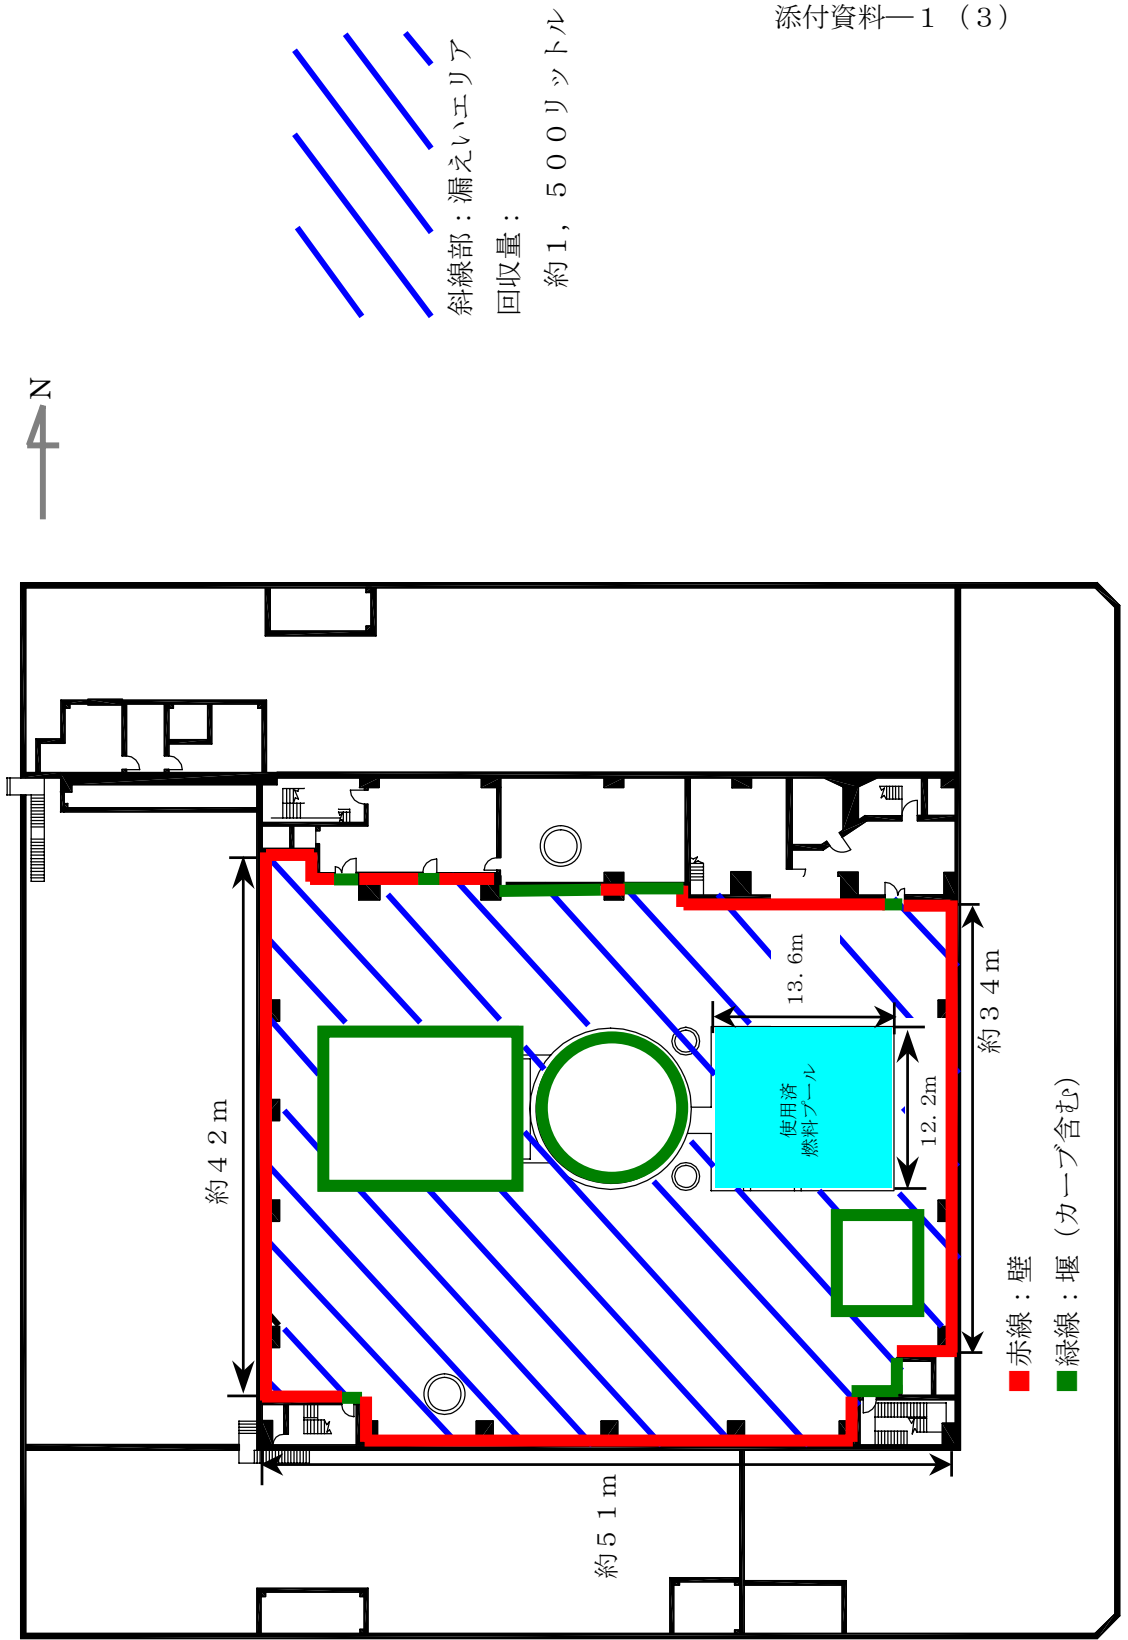 添付資料―１（３）
斜線部：漏えいエリア
回収量：
約１，５００リットル
N
約４２ｍ
13.6m
約３４ｍ
使用済
燃料プール
12.2m
約５１ｍ
赤線：壁
緑線：堰（カーブ含む）